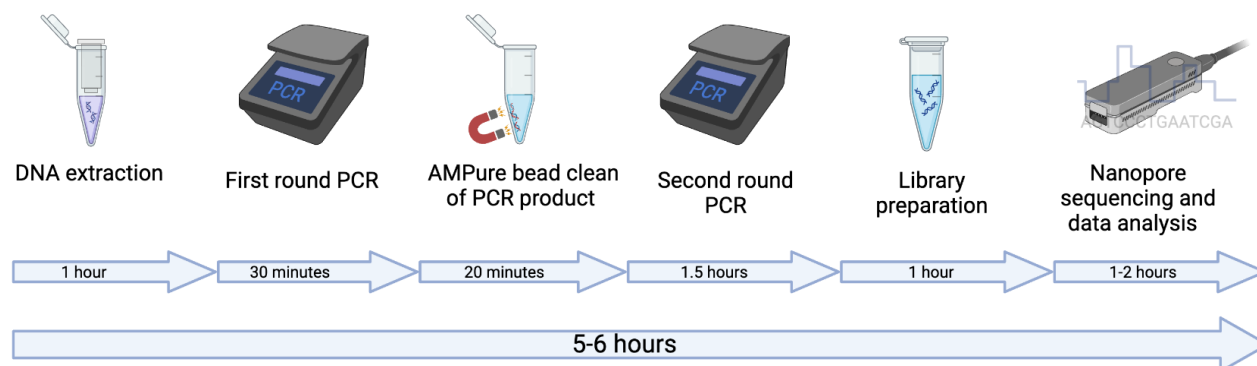 PCR
PCR
AGTCCCTGAATCGA
DNA extraction
First round PCR
AMPure bead clean
of PCR product
Second round
PCR
Library
preparation
Nanopore
sequencing and
data analysis
1 hour
30 minutes
20 minutes
1.5 hours
1 hour
1-2 hours
5-6 hours